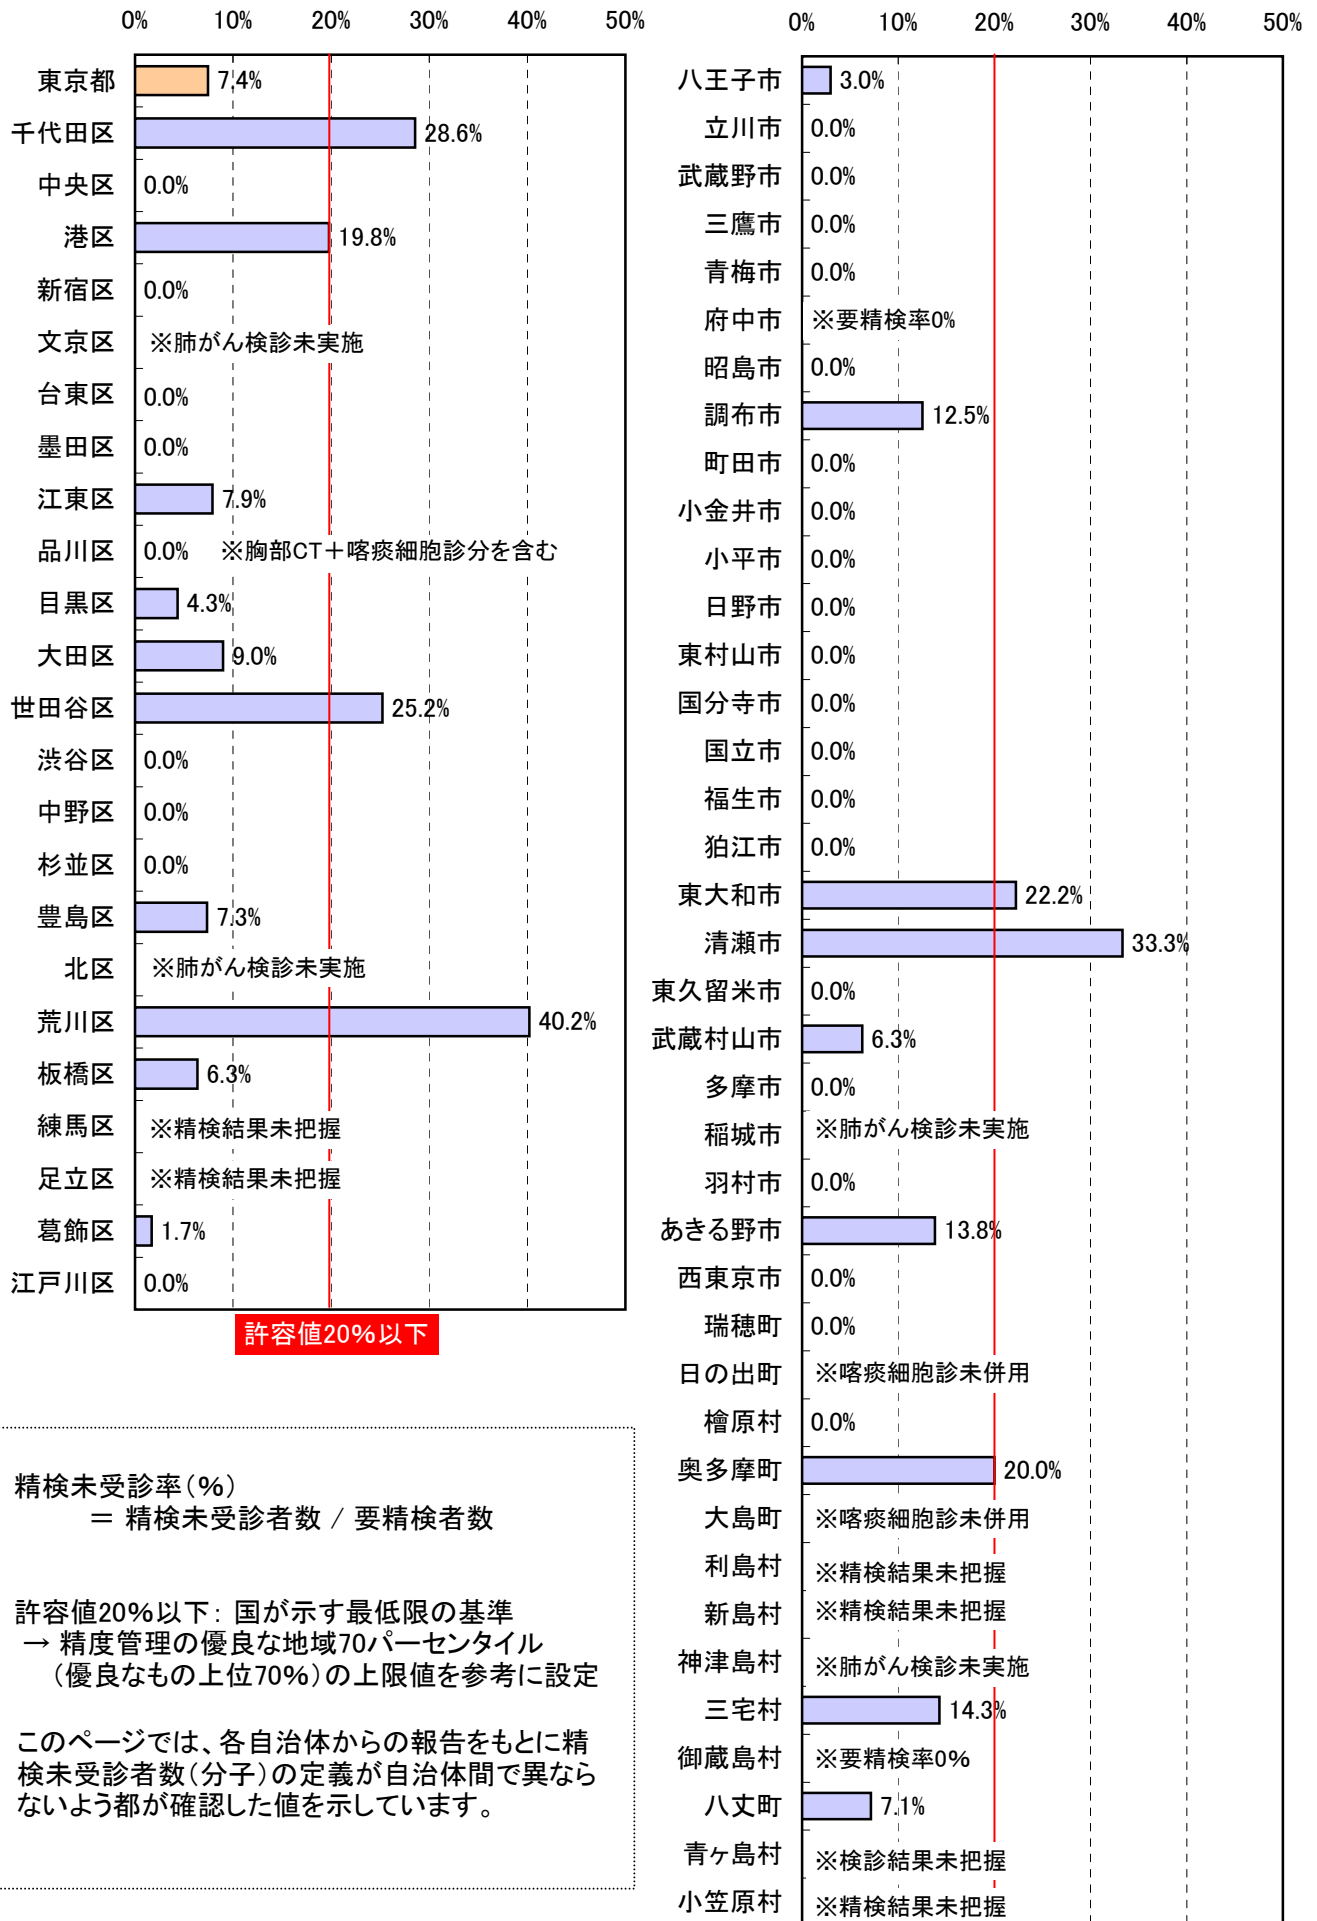 0% 10% 20% 30% 40% 50%
東京都 7.4%
千代田区 28.6%
中央区 0.0%
港区 19.8%
新宿区 0.0%
文京区 ※肺がん検診未実施
台東区 0.0%
墨田区 0.0%
江東区 7.9%
品川区 0.0% ※胸部CT＋喀痰細胞診分を含む
目黒区 4.3%
大田区 9.0%
世田谷区 25.2%
渋谷区 0.0%
中野区 0.0%
杉並区 0.0%
豊島区 7.3%
北区 ※肺がん検診未実施
荒川区 40.2%
板橋区 6.3%
練馬区 ※精検結果未把握
足立区 ※精検結果未把握
葛飾区 1.7%
江戸川区 0.0%
許容値20%以下
精検未受診率（%）
＝ 精検未受診者数 / 要精検者数
許容値20%以下： 国が示す最低限の基準
→ 精度管理の優良な地域70パーセンタイル
（優良なもの上位70%）の上限値を参考に設定
このページでは、各自治体からの報告をもとに精
検未受診者数（分子）の定義が自治体間で異なら
ないよう都が確認した値を示しています。
0% 10% 20% 30% 40% 50%
八王子市 3.0%
立川市 0.0%
武蔵野市 0.0%
三鷹市 0.0%
青梅市 0.0%
府中市 ※要精検率0%
昭島市 0.0%
調布市 12.5%
町田市 0.0%
小金井市 0.0%
小平市 0.0%
日野市 0.0%
東村山市 0.0%
国分寺市 0.0%
国立市 0.0%
福生市 0.0%
狛江市 0.0%
東大和市 22.2%
清瀬市 33.3%
東久留米市 0.0%
武蔵村山市 6.3%
多摩市 0.0%
稲城市 ※肺がん検診未実施
羽村市 0.0%
あきる野市 13.8%
西東京市 0.0%
瑞穂町 0.0%
日の出町 ※喀痰細胞診未併用
檜原村 0.0%
奥多摩町 20.0%
大島町 ※喀痰細胞診未併用
利島村 ※精検結果未把握
新島村 ※精検結果未把握
神津島村 ※肺がん検診未実施
三宅村 14.3%
御蔵島村 ※要精検率0%
八丈町 7.1%
青ヶ島村 ※検診結果未把握
小笠原村 ※精検結果未把握